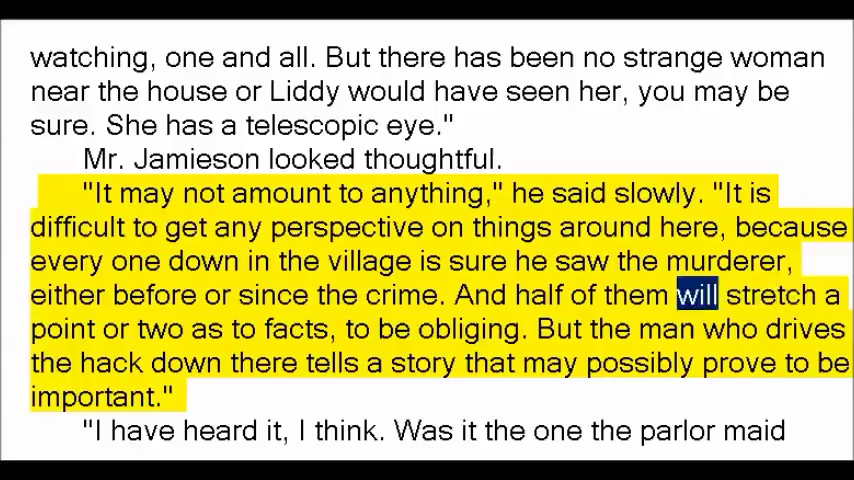 watching, one and all. But there has been no strange woman
near the house or Liddy would have seen her, you may be
sure. She has a telescopic eye."
Mr. Jamieson looked thoughtful.
"It may not amount to anything," he said slowly. "It is
difficult to get any perspective on things around here, because
every one down in the village is sure he saw the murderer,
either before or since the crime. And half of them will stretch a
point or two as to facts, to be obliging. But the man who drives
the hack down there tells a story that may possibly prove to be
important."
"I have heard it, I think. Was it the one the parlor maid